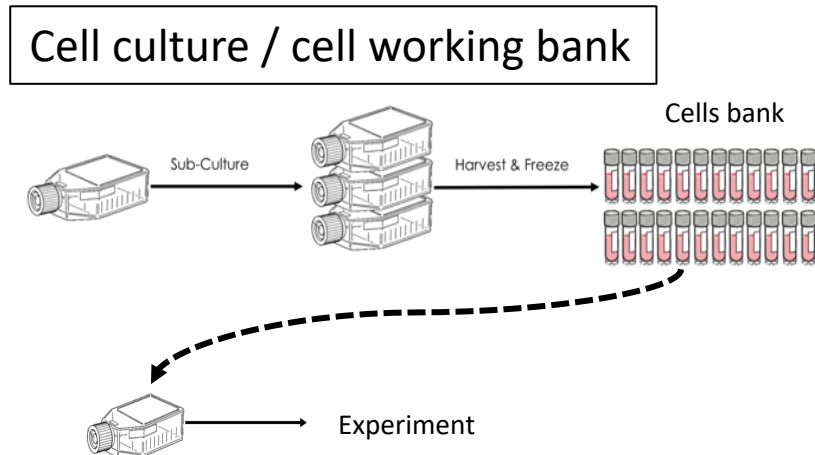 Cell culture / cell working bank
Cells bank
Sub-Culture
Harvest & Freeze
Experiment